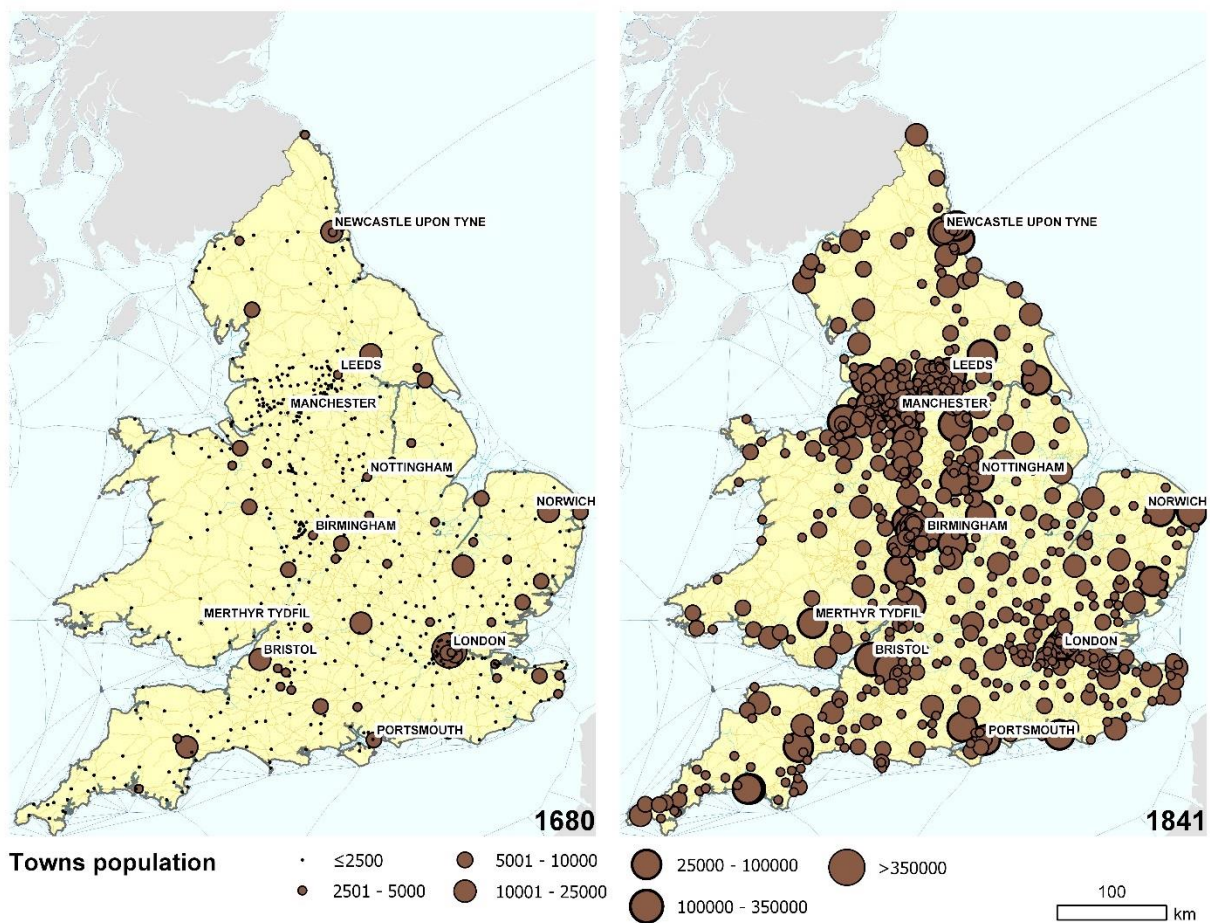 NEWCASTLE UPON TYNE
LEEDS
MANCHESTER
NOTTINGHAM
NORWICH
BIRMINGHAM
MERTHYR TYDFIL
LONDON
BRISTOL
PORTSMOUTH
1680
NEWCASTLE UPON TYNE
LEEDS
MANCHESTER
NOTTINGHAM
NORWICH
BIRMINGHAM
MERTHYR TYDFIL
LONDON
BRISTOL
PORTSMOUTH
1841
Towns population
≤2500
2501 - 5000
5001 - 10000
10001 - 25000
25000 - 100000
100000 - 350000
>350000
100
km